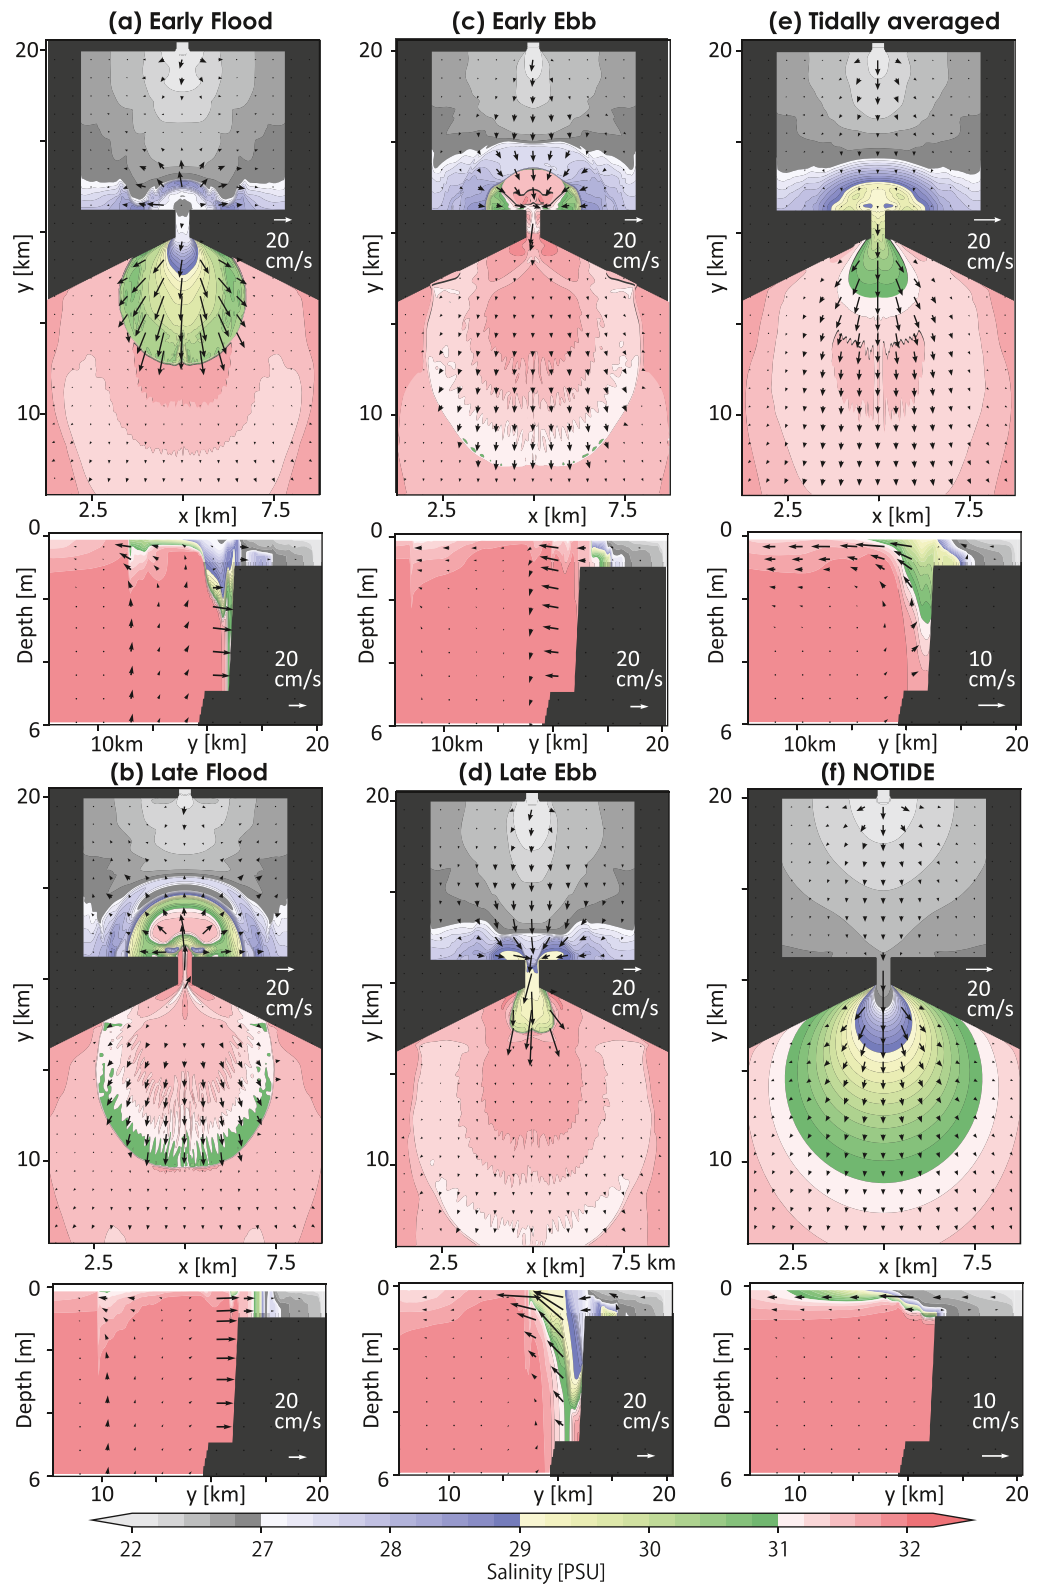 (a) Early Flood
(c) Early Ebb
(e) Tidally averaged
20
20
20
y [km]
y [km]
y [km]
20
cm/s
20
cm/s
20
cm/s
10
10
10
2.5 x [km] 7.5
2.5 x [km] 7.5
2.5 x [km] 7.5
0
0
0
Depth [m]
Depth [m]
Depth [m]
20
cm/s
20
cm/s
10
cm/s
6
6
6
10km y [km] 20
10km y [km] 20
10km y [km] 20
(b) Late Flood
(d) Late Ebb
(f) NOTIDE
20
20
20
y [km]
y [km]
y [km]
20
cm/s
20
cm/s
20
cm/s
10
10
10
2.5 x [km] 7.5
2.5 x [km] 7.5 km
2.5 x [km] 7.5
0
0
0
Depth [m]
Depth [m]
Depth [m]
20
cm/s
20
cm/s
10
cm/s
6
6
6
10 y [km] 20
10 y [km] 20
10 y [km] 20
22 27 28 29 30 31 32
Salinity [PSU]